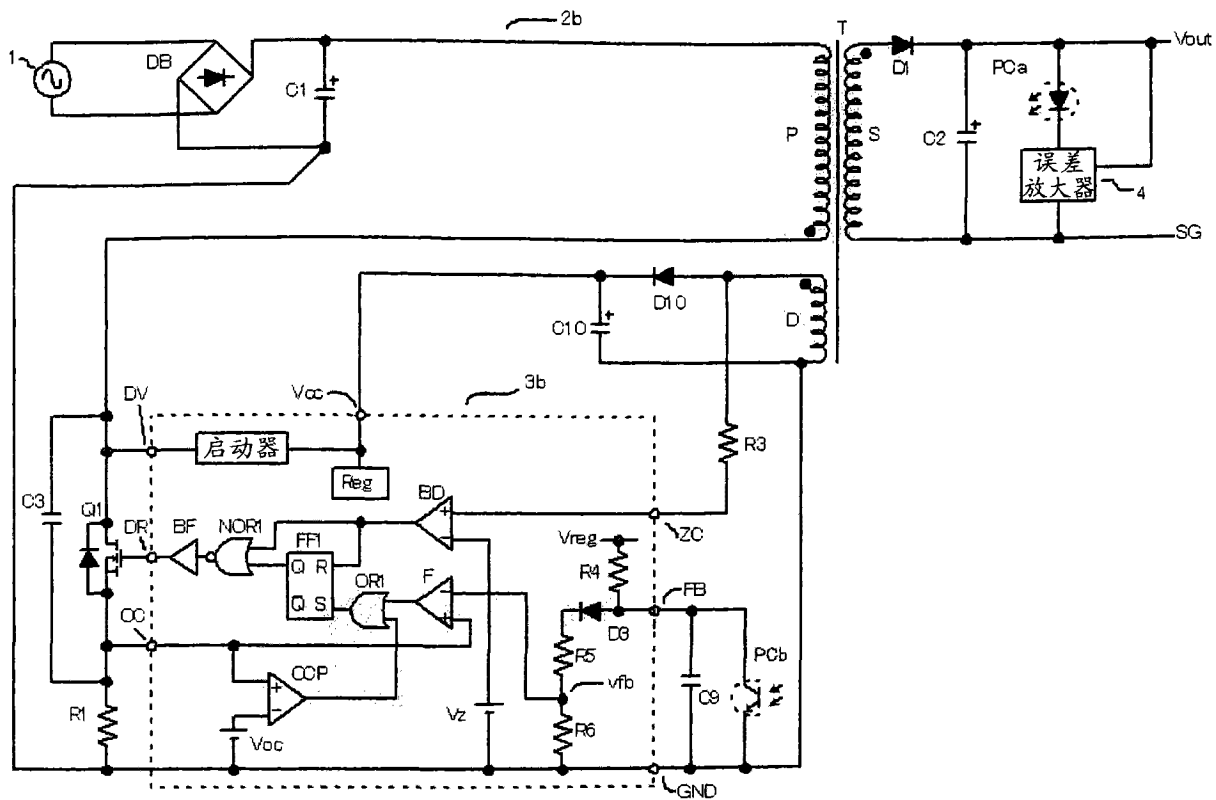 2b
T
1
DB
C1
P
S
D1
PCa
Vout
C2
误差
放大器
4
SG
D10
C10
D
DV
Vcc
3b
启动器
Reg
R3
C3
Q1
DR
BF
NOR1
BD
ZC
FF1
Q R
Q S
OR1
F
Vreg
R4
FB
D3
OC
OCP
R5
vfb
PCb
C9
R1
Voc
Vz
R6
GND